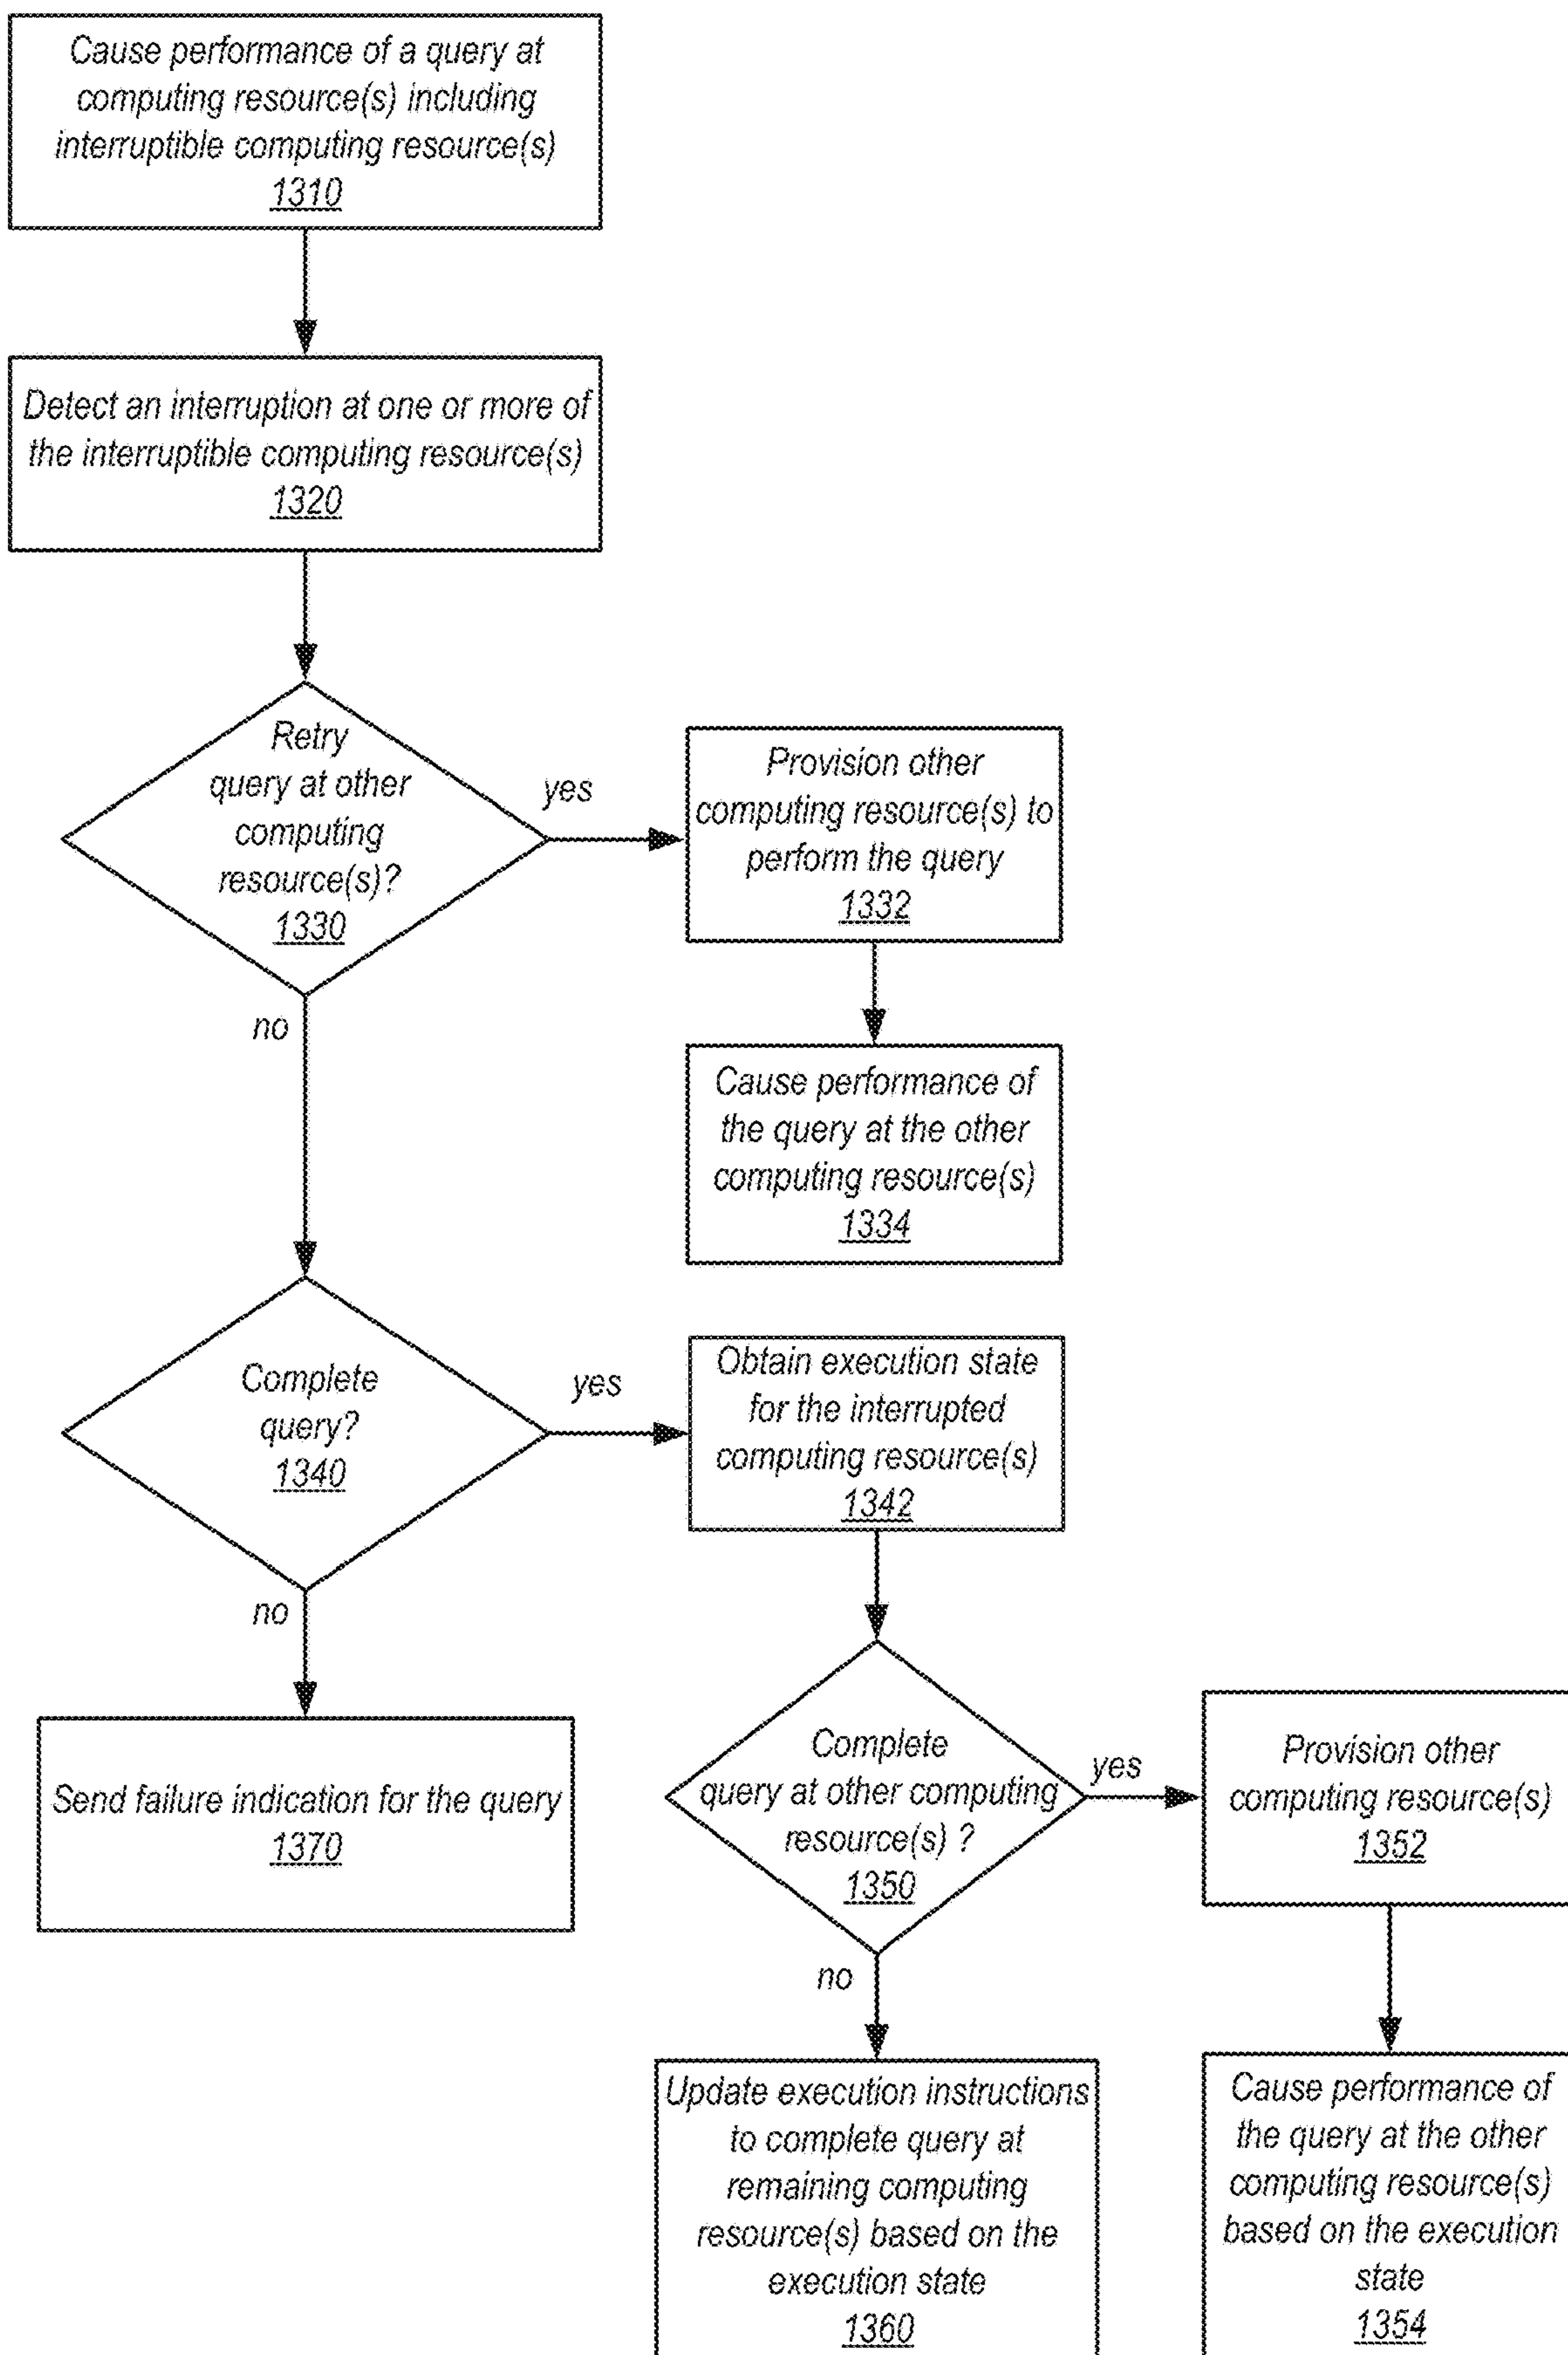 Cause performance of a query at
computing resource(s) including
interruptible computing resource(s)
1310
Detect an interruption at one or more of
the interruptible computing resource(s)
1320
Retry
query at other
computing
resource(s)?
1330
yes
Provision other
computing resource(s) to
perform the query
1332
no
Cause performance of
the query at the other
computing resource(s)
1334
Complete
query?
1340
yes
Obtain execution state
for the interrupted
computing resource(s)
1342
no
Send failure indication for the query
1370
Complete
query at other computing
resource(s) ?
1350
yes
Provision other
computing resource(s)
1352
no
Update execution instructions
to complete query at
remaining computing
resource(s) based on the
execution state
1360
Cause performance of
the query at the other
computing resource(s)
based on the execution
state
1354